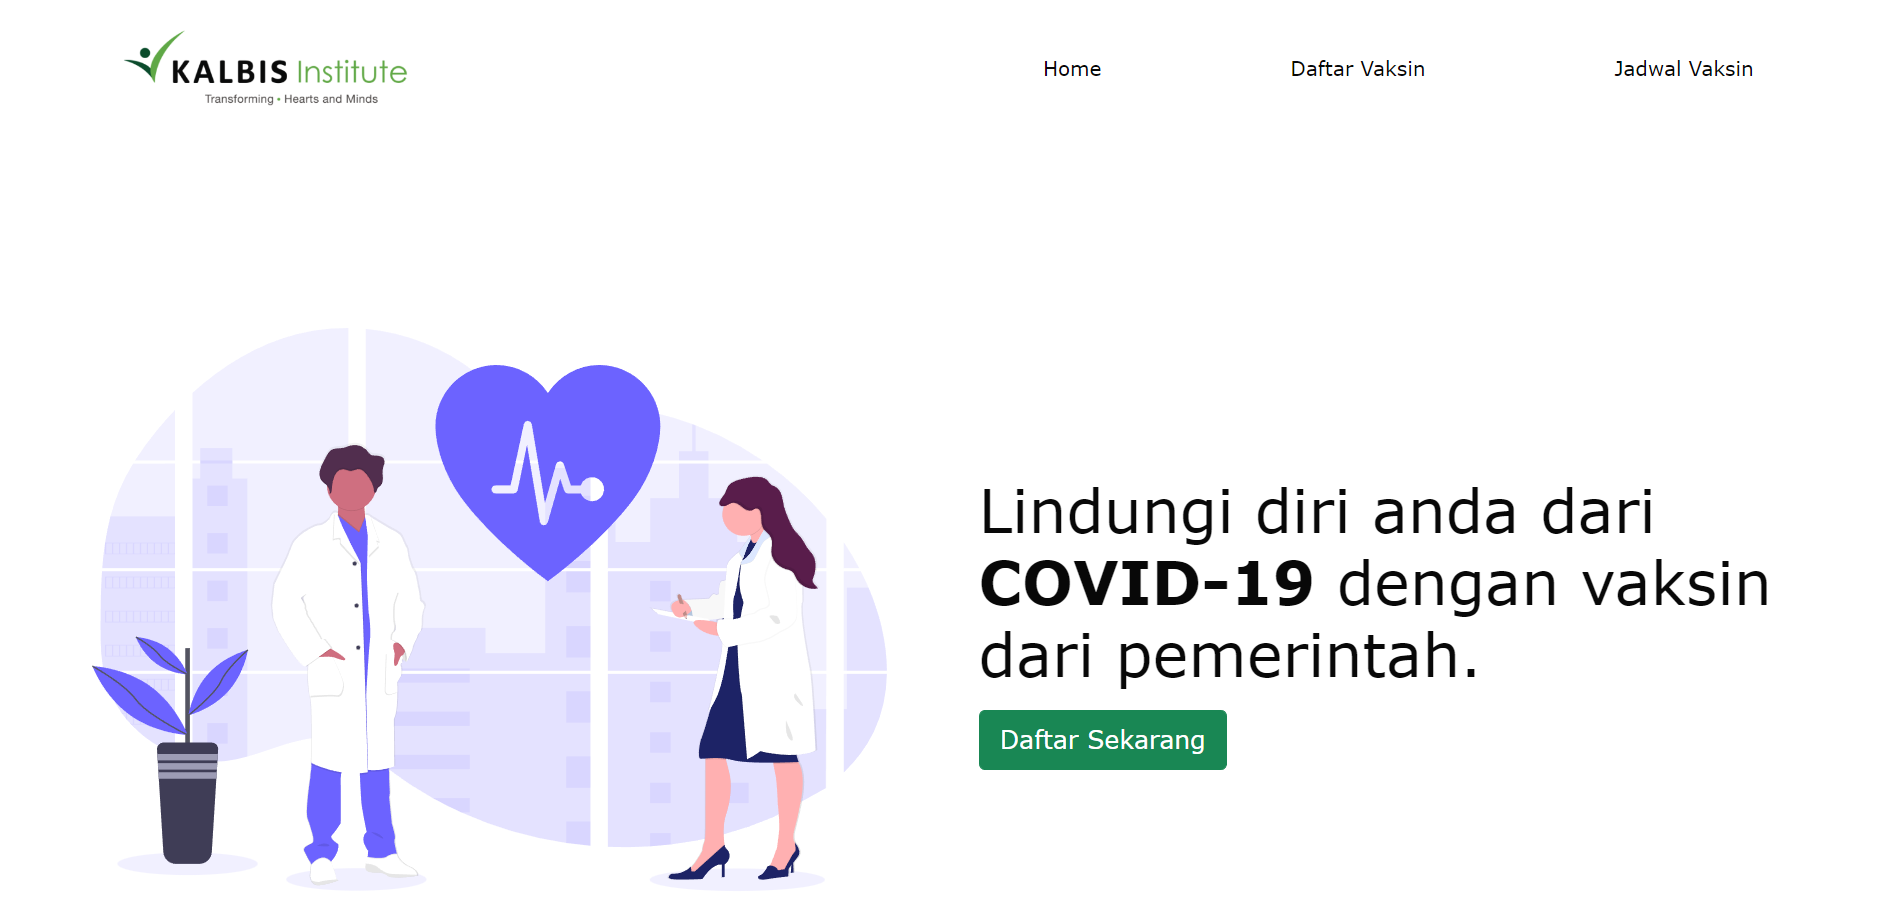 KALBIS Institute
Transforming • Hearts and Minds
Home
Daftar Vaksin
Jadwal Vaksin
Lindungi diri anda dari
COVID-19 dengan vaksin
dari pemerintah.
Daftar Sekarang